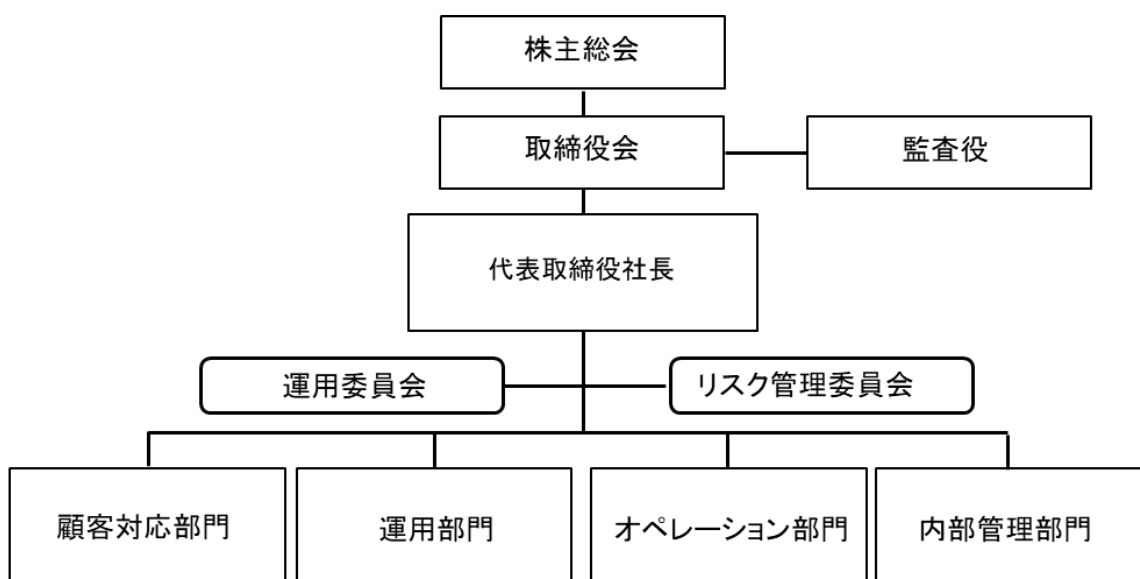 株主総会
取締役会
監査役
代表取締役社長
運用委員会
リスク管理委員会
顧客対応部門
運用部門
オペレーション部門
内部管理部門